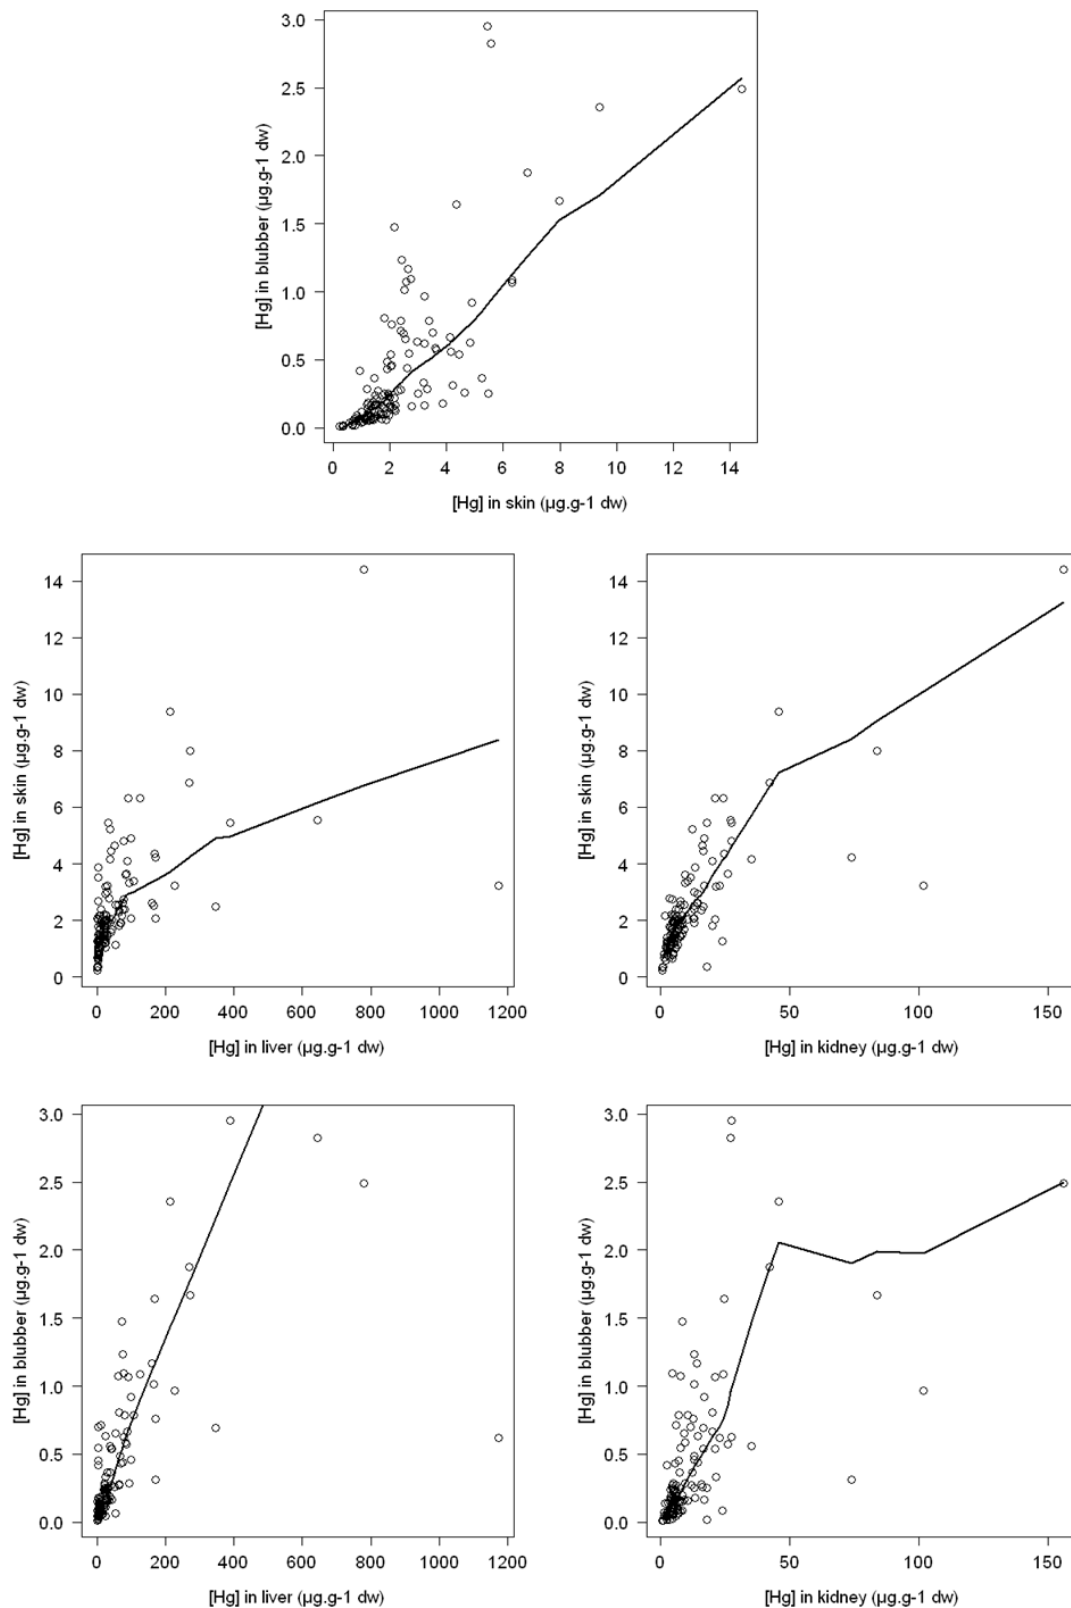 3.0
2.5
2.0
1.5
1.0
0.5
0.0
[Hg] in blubber (µg.g-1 dw)
0 2 4 6 8 10 12 14
[Hg] in skin (µg.g-1 dw)
14
12
10
8
6
4
2
0
[Hg] in skin (µg.g-1 dw)
0 200 400 600 800 1000 1200
[Hg] in liver (µg.g-1 dw)
14
12
10
8
6
4
2
0
[Hg] in skin (µg.g-1 dw)
0 50 100 150
[Hg] in kidney (µg.g-1 dw)
3.0
2.5
2.0
1.5
1.0
0.5
0.0
[Hg] in blubber (µg.g-1 dw)
0 200 400 600 800 1000 1200
[Hg] in liver (µg.g-1 dw)
3.0
2.5
2.0
1.5
1.0
0.5
0.0
[Hg] in blubber (µg.g-1 dw)
0 50 100 150
[Hg] in kidney (µg.g-1 dw)